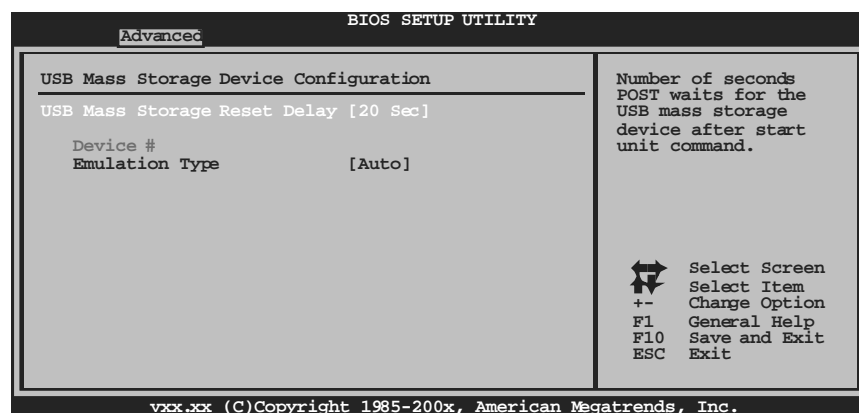 BIOS SETUP UTILITY
Advanced
USB Mass Storage Device Configuration
USB Mass Storage Reset Delay [20 Sec]
Device #
Emulation Type [Auto]
Number of seconds
POST waits for the
USB mass storage
device after start
unit command.
Select Screen
Select Item
+- Change Option
F1 General Help
F10 Save and Exit
ESC Exit
vxx.xx (C)Copyright 1985-200x, American Megatrends, Inc.